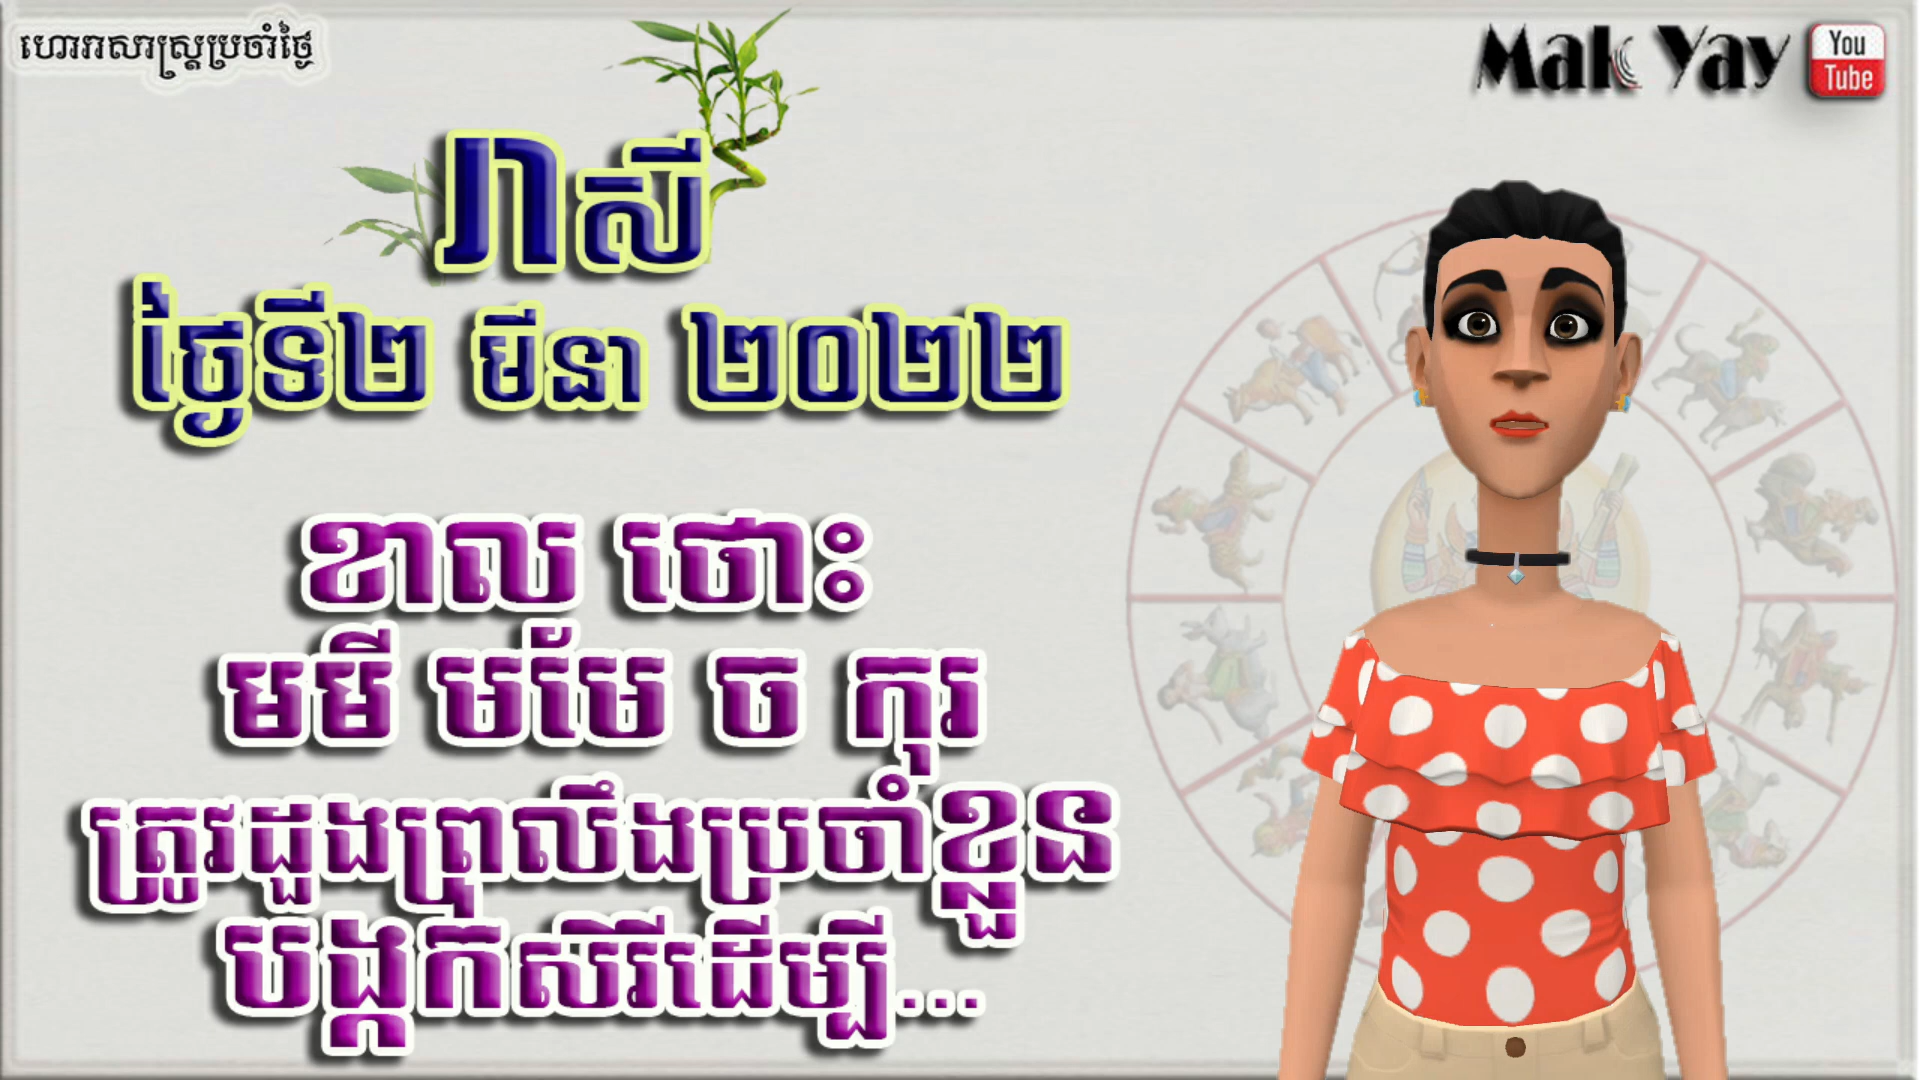 ហោរាសាស្ត្រប្រចាំថ្ងៃ
Mak Yay
You
Tube
រាសី
ថ្ងៃទី២ មីនា ២០២២
ខាល ថោះ
មមី មមែ ច កុរ
ត្រូវដួងព្រលឹងប្រចាំខ្លួន
បង្កកសិរីដើម្បី...